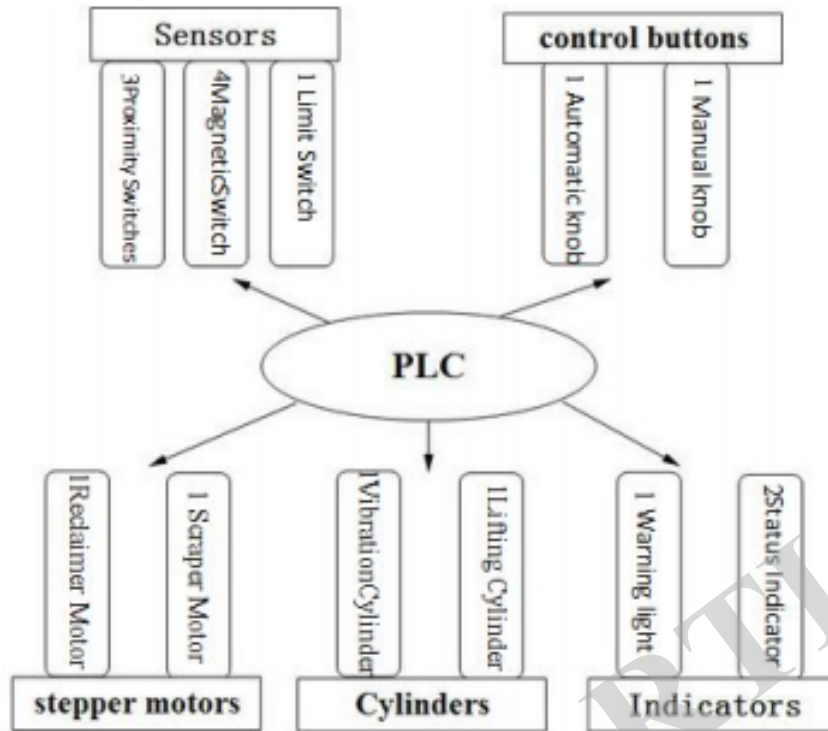 Sensors
control buttons
3Proximity Switches
4MagneticSwitch
1 Limit Switch
1 Automatic knob
1 Manual knob
PLC
1Reclaimer Motor
1 Scraper Motor
1VibrationCylinder
1Lifting Cylinder
1 Warning light
2Status Indicator
stepper motors
Cylinders
Indicators
RTI